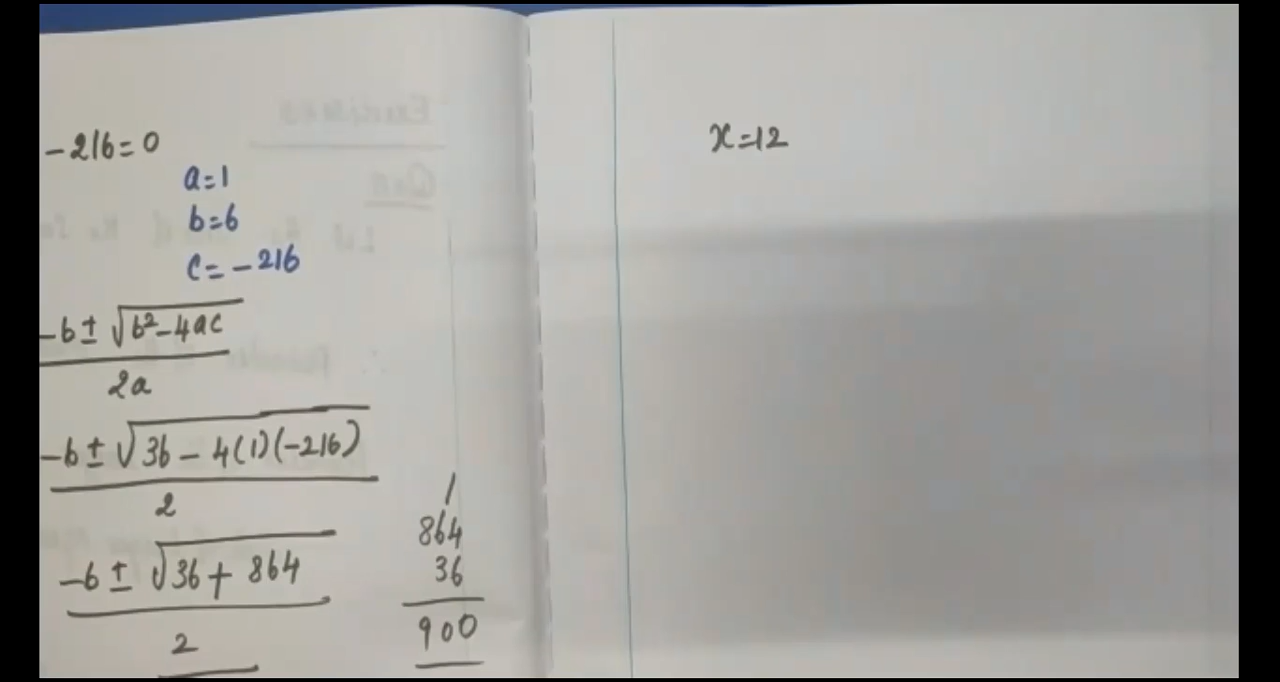 -216=0
a=1
b=6
c=-216
-b±√b²-4ac
2a
-6±√36-4(1)(-216)
2
-6±√36+864
2
1
864
36
900
x=12